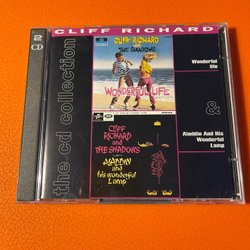 2
CD
CLIFF RICHARD
the cd collection
CLIFF RICHARD
AND
THE SHADOWS
WONDERFUL LIFE
Wonderful
life
&
CLIFF
RICHARD and
THE SHADOWS
ALADDIN
and his
wonderful
Lamp
Aladdin And His
Wonderful
Lamp